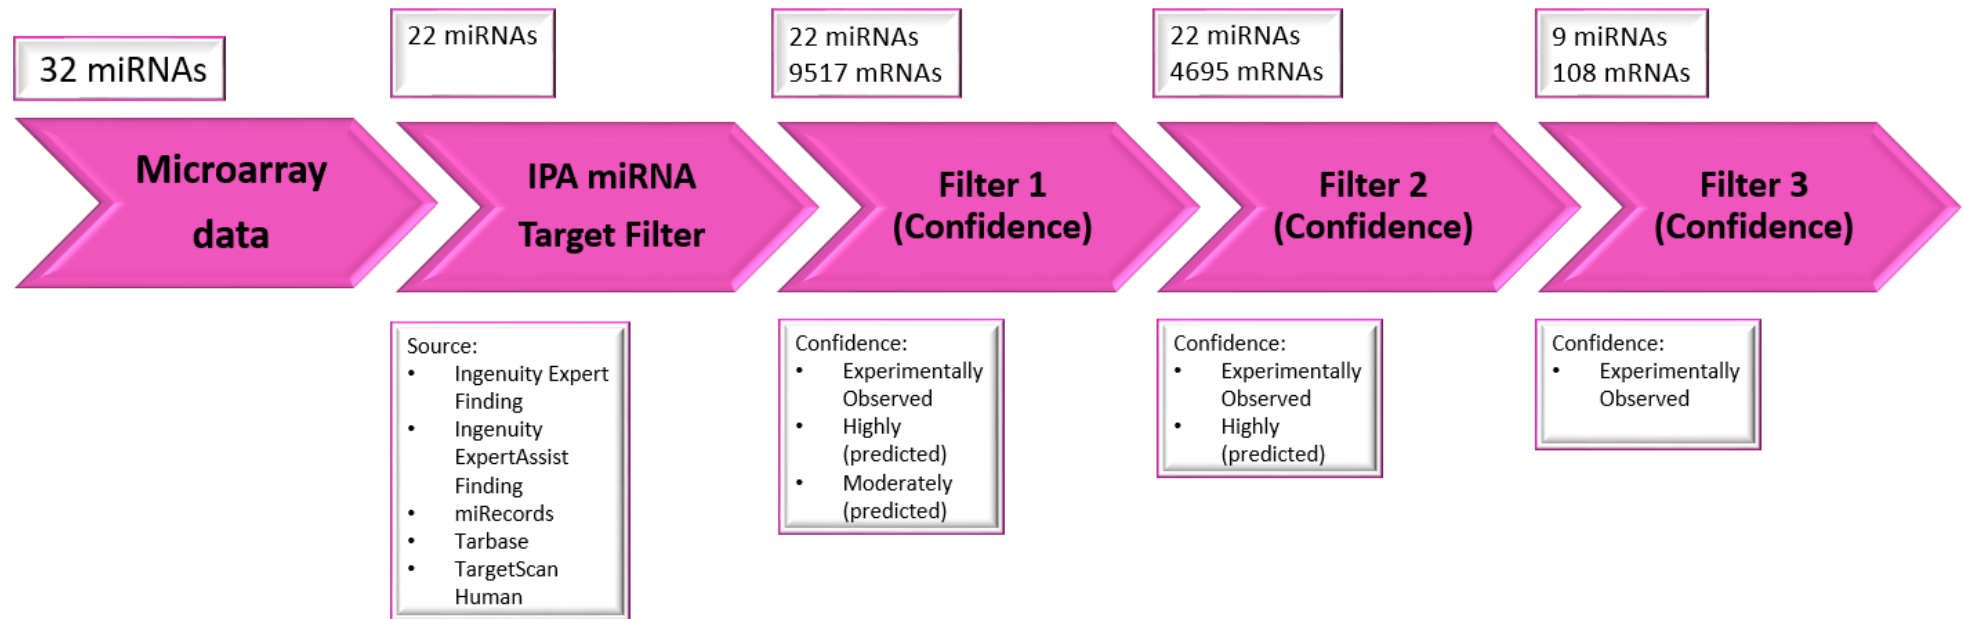 32 miRNAs
22 miRNAs
22 miRNAs
9517 mRNAs
22 miRNAs
4695 mRNAs
9 miRNAs
108 mRNAs
Microarray
data
IPA miRNA
Target Filter
Filter 1
(Confidence)
Filter 2
(Confidence)
Filter 3
(Confidence)
Source:
• Ingenuity Expert
Finding
• Ingenuity
ExpertAssist
Finding
• miRecords
• Tarbase
• TargetScan
Human
Confidence:
• Experimentally
Observed
• Highly
(predicted)
• Moderately
(predicted)
Confidence:
• Experimentally
Observed
• Highly
(predicted)
Confidence:
• Experimentally
Observed